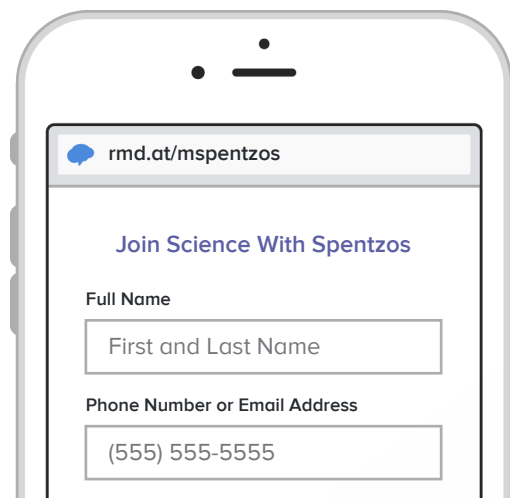 rmd.at/mspentzos
Join Science With Spentzos
Full Name
First and Last Name
Phone Number or Email Address
(555) 555-5555